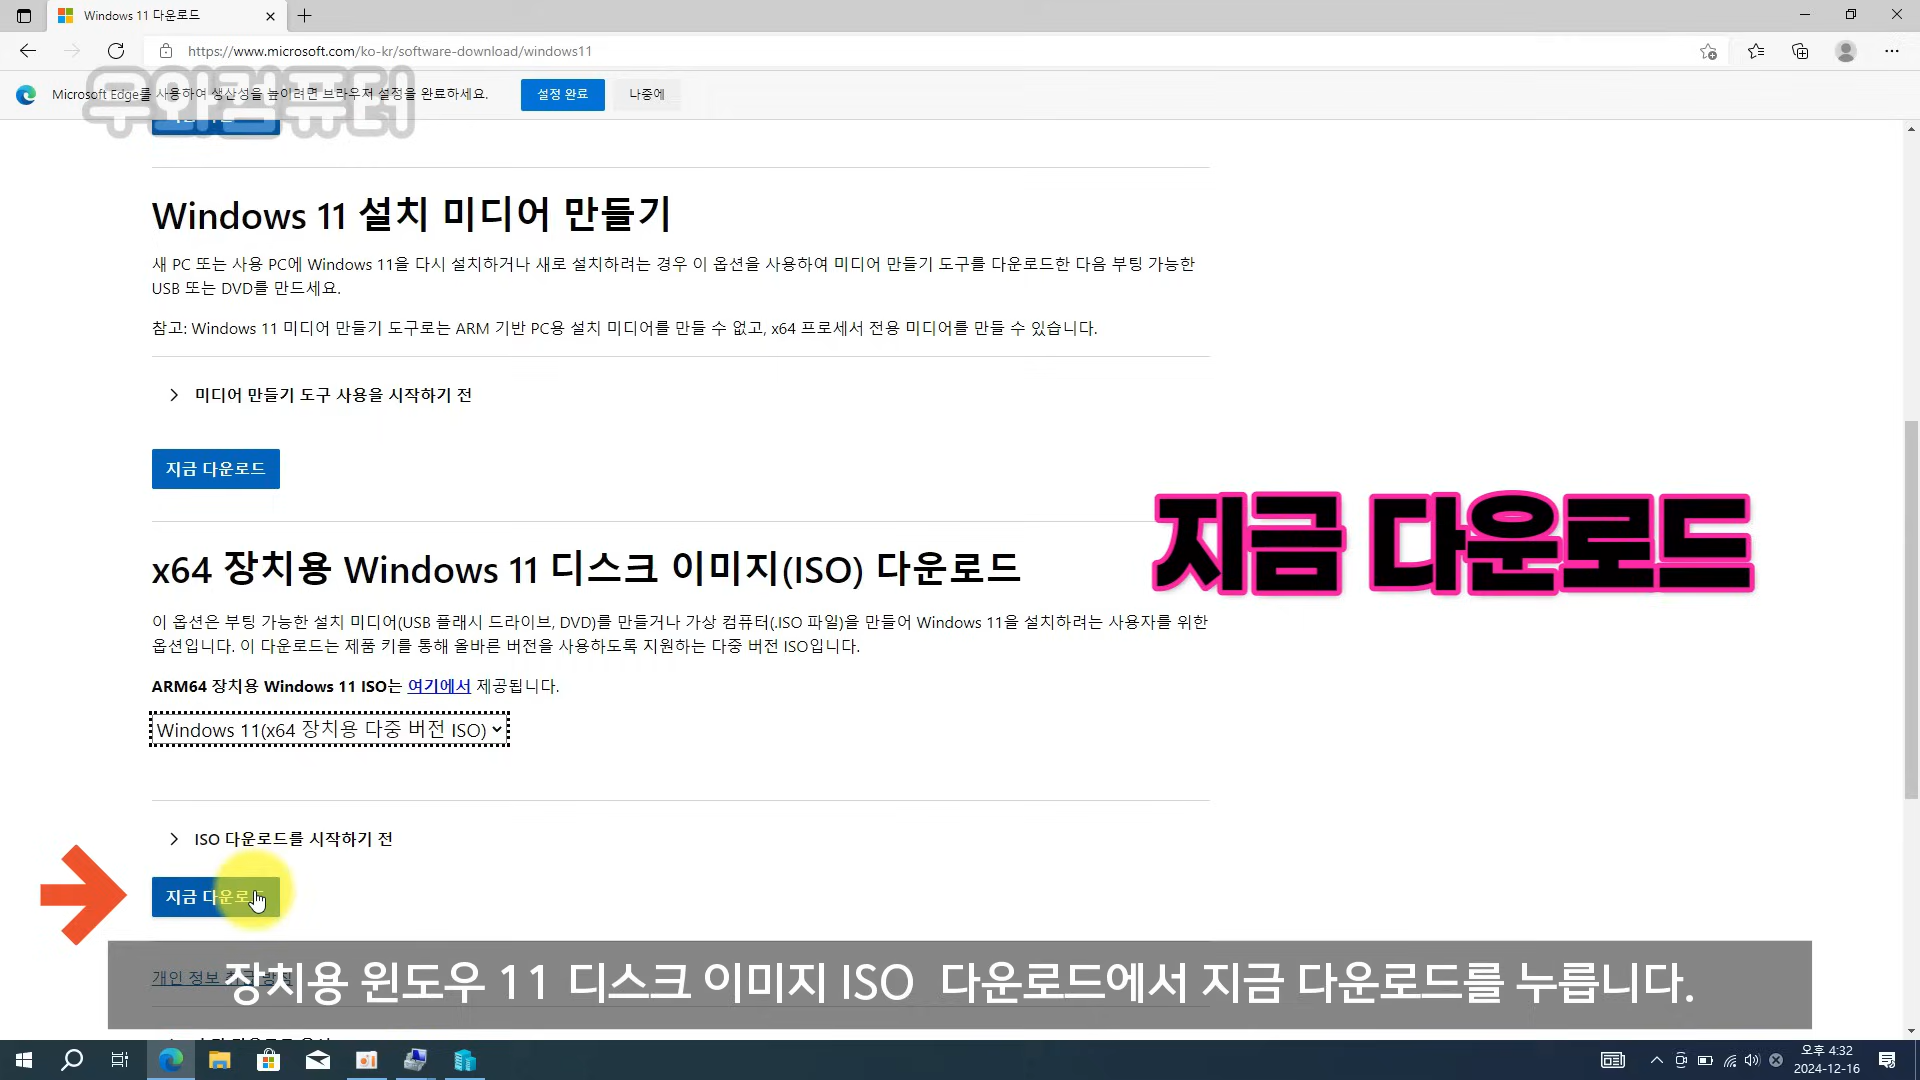 Windows 11 다운로드
https://www.microsoft.com/ko-kr/software-download/windows11
우와컴퓨터
Microsoft Edge를 사용하여 생산성을 높이려면 브라우저 설정을 완료하세요.
설정 완료
나중에
Windows 11 설치 미디어 만들기
새 PC 또는 사용 PC에 Windows 11을 다시 설치하거나 새로 설치하려는 경우 이 옵션을 사용하여 미디어 만들기 도구를 다운로드한 다음 부팅 가능한
USB 또는 DVD를 만드세요.
참고: Windows 11 미디어 만들기 도구로는 ARM 기반 PC용 설치 미디어를 만들 수 없고, x64 프로세서 전용 미디어를 만들 수 있습니다.
미디어 만들기 도구 사용을 시작하기 전
지금 다운로드
x64 장치용 Windows 11 디스크 이미지(ISO) 다운로드
지금 다운로드
이 옵션은 부팅 가능한 설치 미디어(USB 플래시 드라이브, DVD)를 만들거나 가상 컴퓨터(.ISO 파일)을 만들어 Windows 11을 설치하려는 사용자를 위한
옵션입니다. 이 다운로드는 제품 키를 통해 올바른 버전을 사용하도록 지원하는 다중 버전 ISO입니다.
ARM64 장치용 Windows 11 ISO는 여기에서 제공됩니다.
Windows 11(x64 장치용 다중 버전 ISO)
ISO 다운로드를 시작하기 전
지금 다운로드
개인 정보
장치용 윈도우 11 디스크 이미지 ISO 다운로드에서 지금 다운로드를 누릅니다.
오후 4:32
2024-12-16